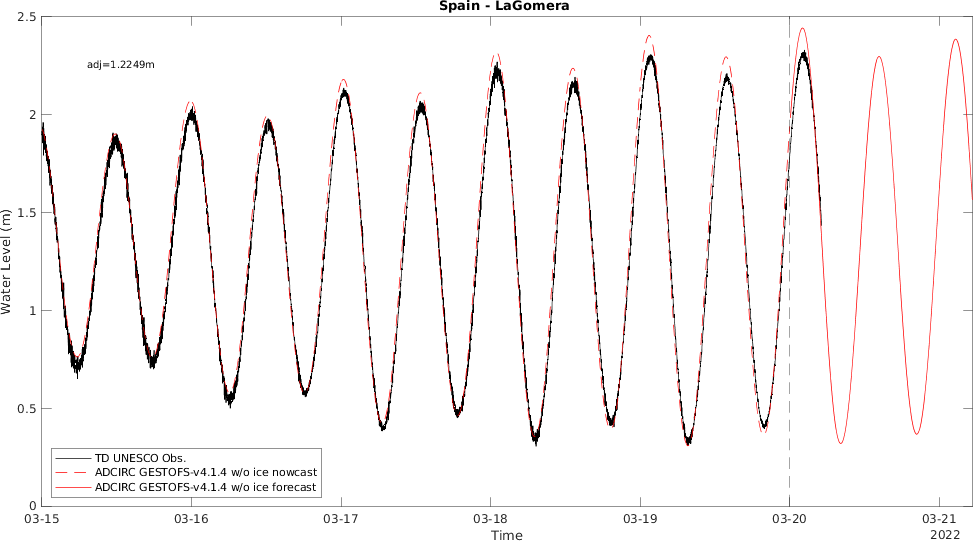 Spain - LaGomera
2.5
2
1.5
1
0.5
0
Water Level (m)
adj=1.2249m
TD UNESCO Obs.
ADCIRC GESTOFS-v4.1.4 w/o ice nowcast
ADCIRC GESTOFS-v4.1.4 w/o ice forecast
03-15 03-16 03-17 03-18 03-19 03-20 03-21
Time
2022